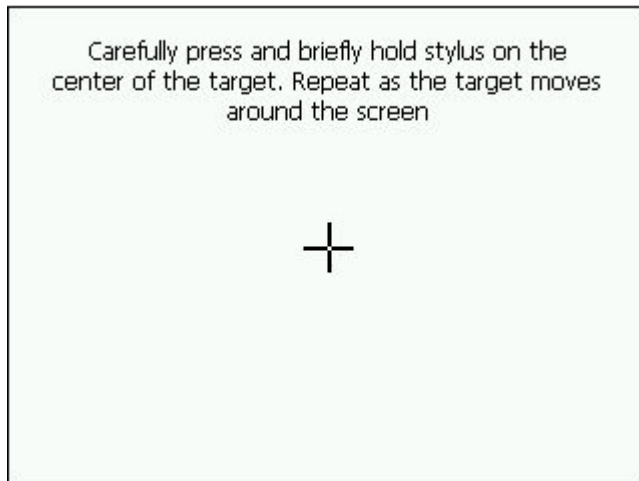 Carefully press and briefly hold stylus on the
center of the target. Repeat as the target moves
around the screen